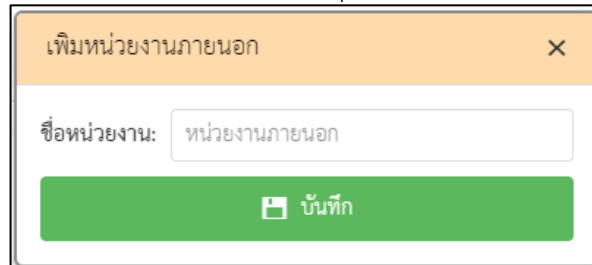 เพิ่มหน่วยงานภายนอก ×
ชื่อหน่วยงาน: หน่วยงานภายนอก
บันทึก